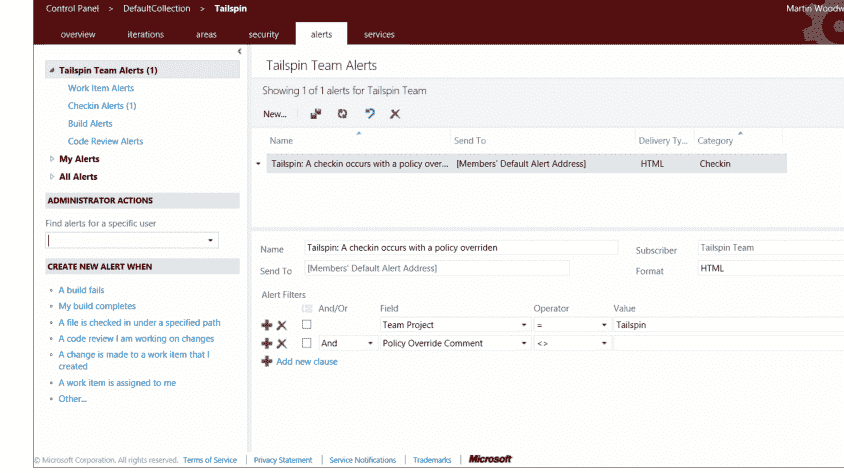 Control Panel > DefaultCollection > Tailspin
Martin Woodw
overview iterations areas security alerts services
Tailspin Team Alerts (1)
Work Item Alerts
Checkin Alerts (1)
Build Alerts
Code Review Alerts
My Alerts
All Alerts
ADMINISTRATOR ACTIONS
Find alerts for a specific user
CREATE NEW ALERT WHEN
A build fails
My build completes
A file is checked in under a specified path
A code review I am working on changes
A change is made to a work item that I
created
A work item is assigned to me
Other...
Tailspin Team Alerts
Showing 1 of 1 alerts for Tailspin Team
New...
Name Send To Delivery Ty... Category
Tailspin: A checkin occurs with a policy over... [Members' Default Alert Address] HTML Checkin
Name Tailspin: A checkin occurs with a policy overriden Subscriber Tailspin Team
Send To [Members' Default Alert Address] Format HTML
Alert Filters
And/Or Field Operator Value
Team Project = Tailspin
And Policy Override Comment <>
Add new clause
© Microsoft Corporation. All rights reserved. Terms of Service | Privacy Statement | Service Notifications | Trademarks | Microsoft